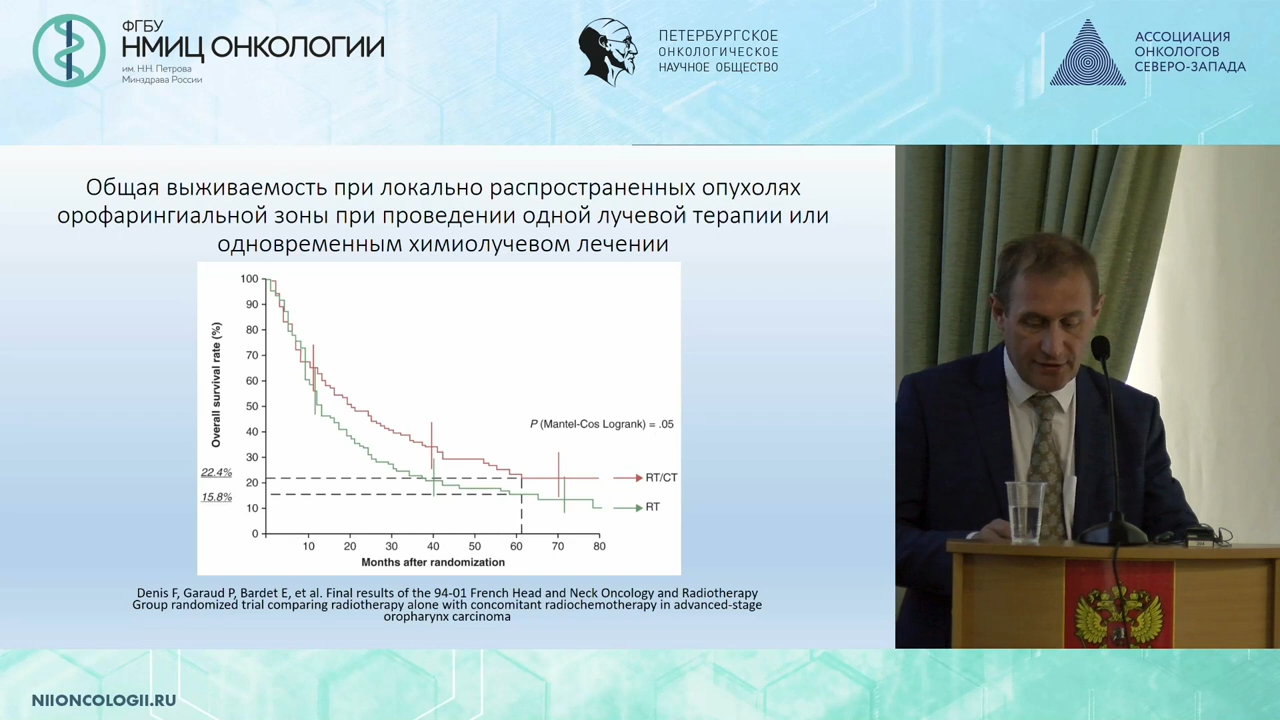 ФГБУ
НМИЦ ОНКОЛОГИИ
им. Н.Н. Петрова
Минздрава России
ПЕТЕРБУРГСКОЕ
ОНКОЛОГИЧЕСКОЕ
НАУЧНОЕ ОБЩЕСТВО
АССОЦИАЦИЯ
ОНКОЛОГОВ
СЕВЕРО-ЗАПАДА
Общая выживаемость при локально распространенных опухолях
орофарингиальной зоны при проведении одной лучевой терапии или
одновременным химиолучевом лечении
Overall survival rate (%)
100
90
80
70
60
50
40
30
20
10
0
22.4%
15.8%
P (Mantel-Cos Logrank) = .05
RT/CT
RT
10 20 30 40 50 60 70 80
Months after randomization
Denis F, Garaud P, Bardet E, et al. Final results of the 94-01 French Head and Neck Oncology and Radiotherapy
Group randomized trial comparing radiotherapy alone with concomitant radiochemotherapy in advanced-stage
oropharynx carcinoma
NIIONCOLOGII.RU